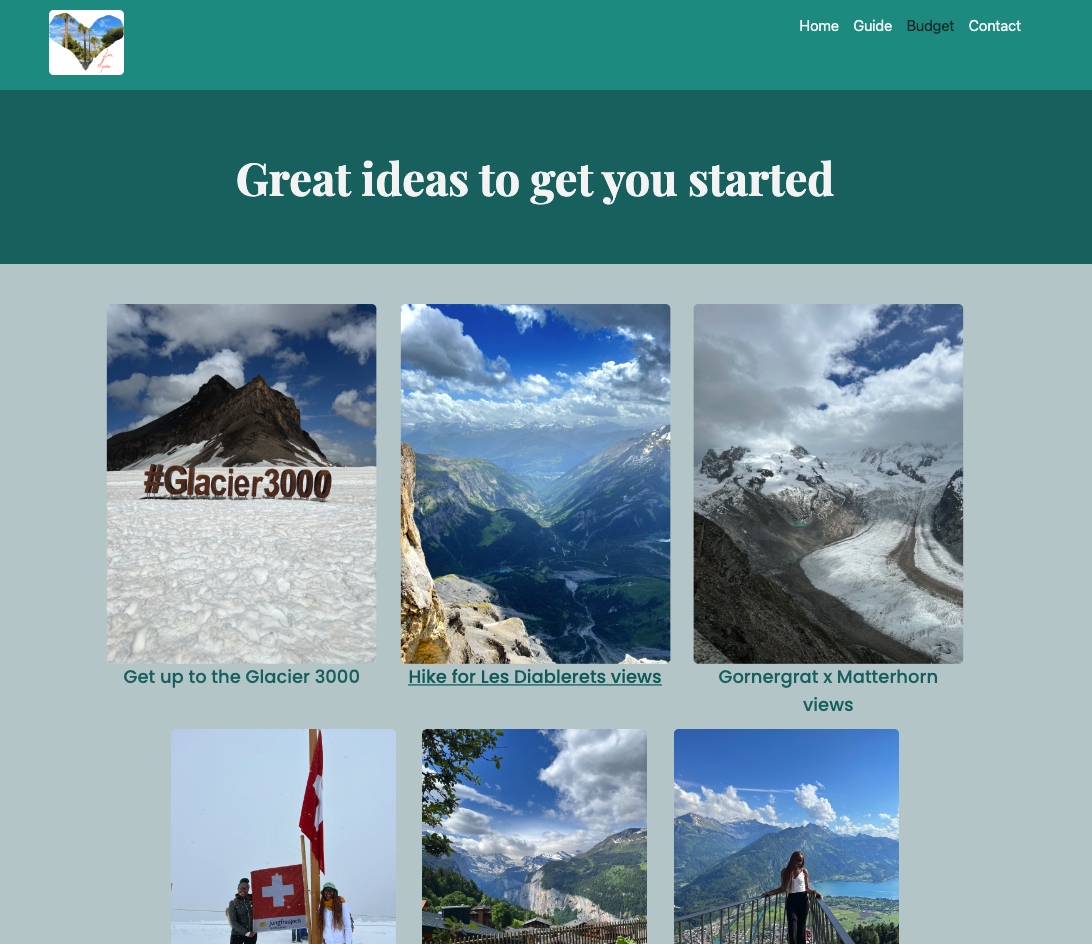 Home Guide Budget Contact
Great ideas to get you started
#Glacier3000
Get up to the Glacier 3000
Hike for Les Diablerets views
Gornergrat x Matterhorn
views
Jungfraujoch